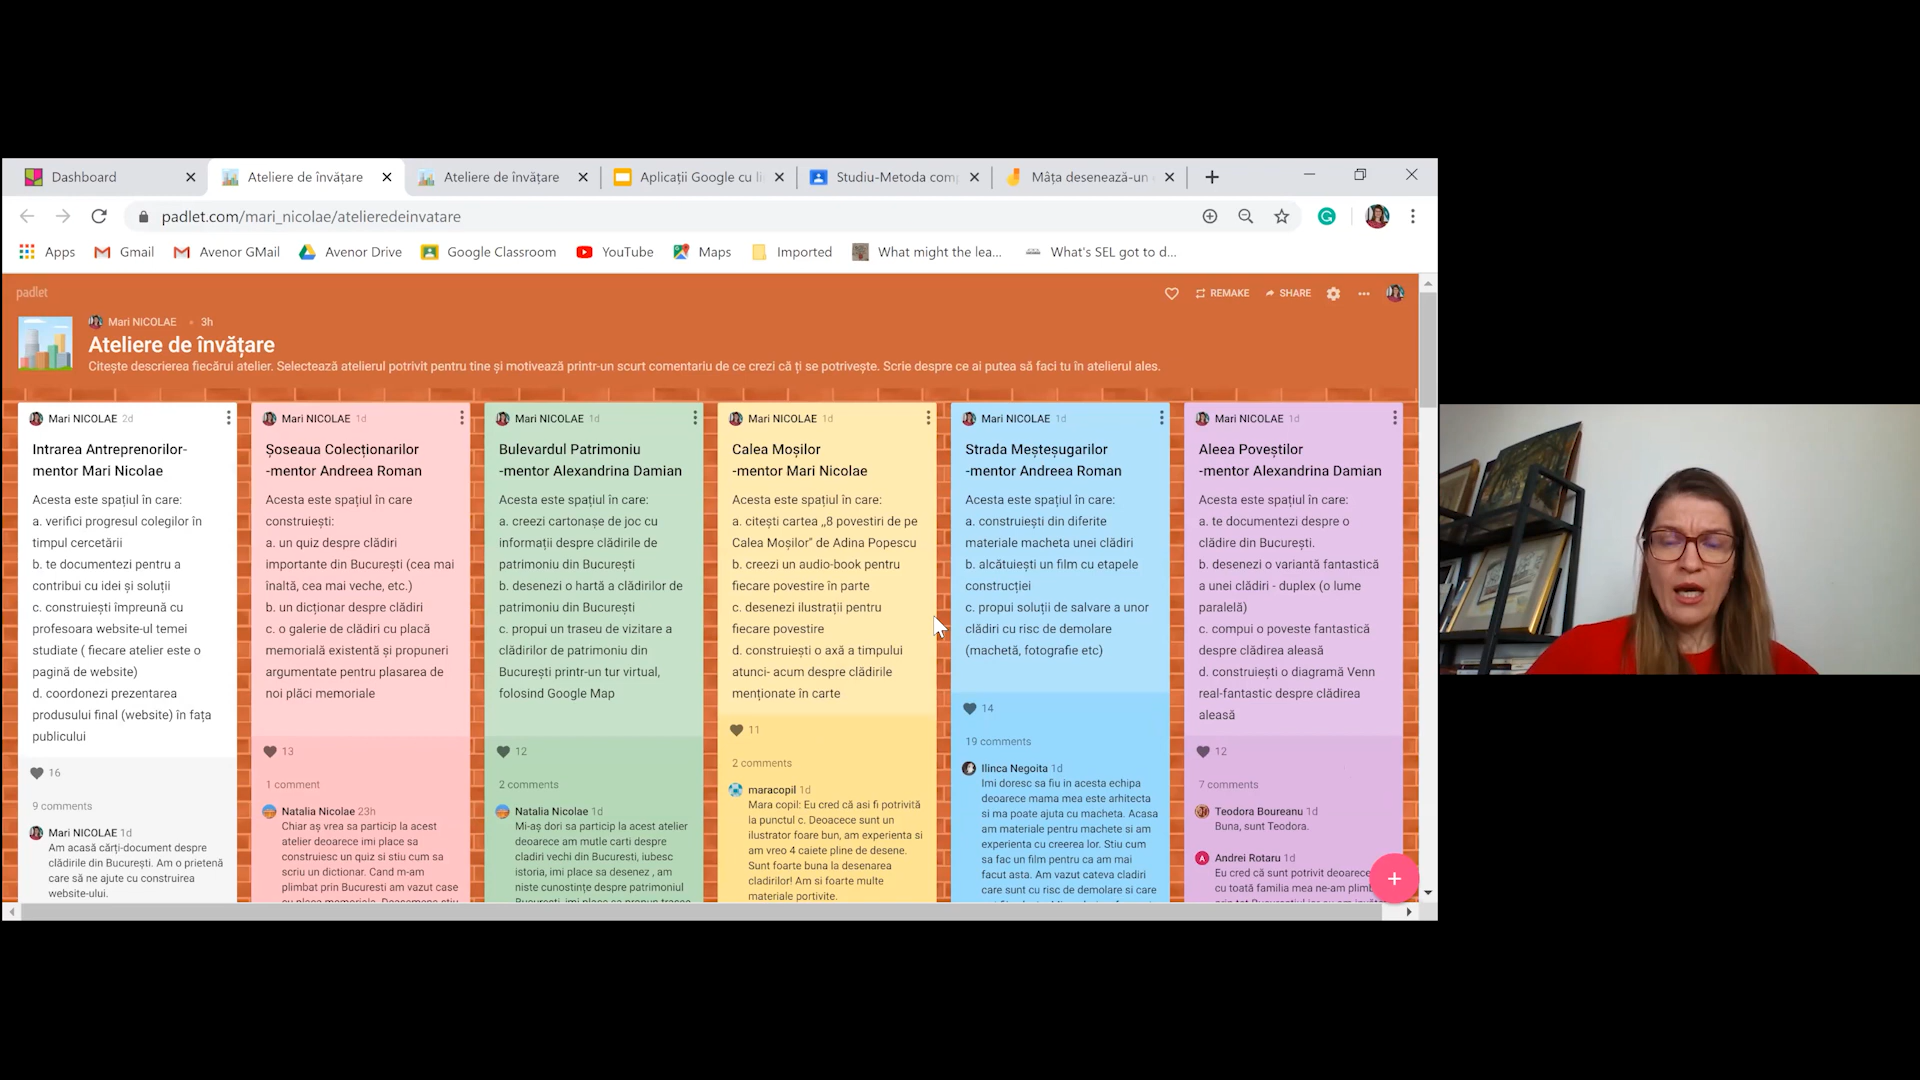 Dashboard
Ateliere de învățare
Ateliere de învățare
Aplicații Google cu li
Studiu-Metoda com
Mâța desenează-un
padlet.com/mari_nicolae/atelieredeinvatare
Apps
Gmail
Avenor GMail
Avenor Drive
Google Classroom
YouTube
Maps
Imported
What might the lea...
What's SEL got to d...
padlet
REMAKE
SHARE
Mari NICOLAE • 3h
Ateliere de învățare
Citește descrierea fiecărui atelier. Selectează atelierul potrivit pentru tine și motivează printr-un scurt comentariu de ce crezi că ți se potrivește. Scrie despre ce ai putea să faci tu în atelierul ales.
Mari NICOLAE 2d
Intrarea Antreprenorilor-
mentor Mari Nicolae
Acesta este spațiul în care:
a. verifici progresul colegilor în
timpul cercetării
b. te documentezi pentru a
contribui cu idei și soluții
c. construiești împreună cu
profesoara website-ul temei
studiate ( fiecare atelier este o
pagină de website)
d. coordonezi prezentarea
produsului final (website) în fața
publicului
16
9 comments
Mari NICOLAE 1d
Am acasă cărți-document despre
clădirile din București. Am o prietenă
care să ne ajute cu construirea
website-ului.
Mari NICOLAE 1d
Șoseaua Colecționarilor
-mentor Andreea Roman
Acesta este spațiul în care
construiești:
a. un quiz despre clădiri
importante din București (cea mai
înaltă, cea mai veche, etc.)
b. un dicționar despre clădiri
c. o galerie de clădiri cu placă
memorială existentă și propuneri
argumentate pentru plasarea de
noi plăci memoriale
13
1 comment
Natalia Nicolae 23h
Chiar aș vrea sa particip la acest
atelier deoarece imi place sa
construiesc un quiz si stiu cum sa
scriu un dictionar. Cand m-am
plimbat prin Bucuresti am vazut case
Mari NICOLAE 1d
Bulevardul Patrimoniu
-mentor Alexandrina Damian
Acesta este spațiul în care:
a. creezi cartonașe de joc cu
informații despre clădirile de
patrimoniu din București
b. desenezi o hartă a clădirilor de
patrimoniu din București
c. propui un traseu de vizitare a
clădirilor de patrimoniu din
București printr-un tur virtual,
folosind Google Map
12
2 comments
Natalia Nicolae 1d
Mi-aș dori sa particip la acest atelier
deoarece am mutle carti despre
cladiri vechi din Bucuresti, iubesc
istoria, imi place sa desenez , am
niste cunostințe despre patrimoniul
Mari NICOLAE 1d
Calea Moșilor
-mentor Mari Nicolae
Acesta este spațiul în care:
a. citești cartea „8 povestiri de pe
Calea Moșilor" de Adina Popescu
b. creezi un audio-book pentru
fiecare povestire în parte
c. desenezi ilustrații pentru
fiecare povestire
d. construiești o axă a timpului
atunci- acum despre clădirile
menționate în carte
11
2 comments
maracopil 1d
Mara copil: Eu cred că asi fi potrivită
la punctul c. Deoacece sunt un
ilustrator foare bun, am experienta si
am vreo 4 caiete pline de desene.
Sunt foarte buna la desenarea
cladirilor! Am si foarte multe
materiale portivite.
Mari NICOLAE 1d
Strada Meșteșugarilor
-mentor Andreea Roman
Acesta este spațiul în care:
a. construiești din diferite
materiale macheta unei clădiri
b. alcătuiești un film cu etapele
construcției
c. propui soluții de salvare a unor
clădiri cu risc de demolare
(machetă, fotografie etc)
14
19 comments
Ilinca Negoita 1d
Imi doresc sa fiu in acesta echipa
deoarece mama mea este arhitecta
si ma poate ajuta cu macheta. Acasa
am materiale pentru machete si am
experienta cu creerea lor. Stiu cum
sa fac un film pentru ca am mai
facut asta. Am vazut cateva cladiri
care sunt cu risc de demolare si care
Mari NICOLAE 1d
Aleea Poveștilor
-mentor Alexandrina Damian
Acesta este spațiul în care:
a. te documentezi despre o
clădire din București.
b. desenezi o variantă fantastică
a unei clădiri - duplex (o lume
paralelă)
c. compui o poveste fantastică
despre clădirea aleasă
d. construiești o diagramă Venn
real-fantastic despre clădirea
aleasă
12
7 comments
Teodora Boureanu 1d
Buna, sunt Teodora.
A Andrei Rotaru 1d
Eu cred că sunt potrivit deoarece
cu toată familia mea ne-am plimb